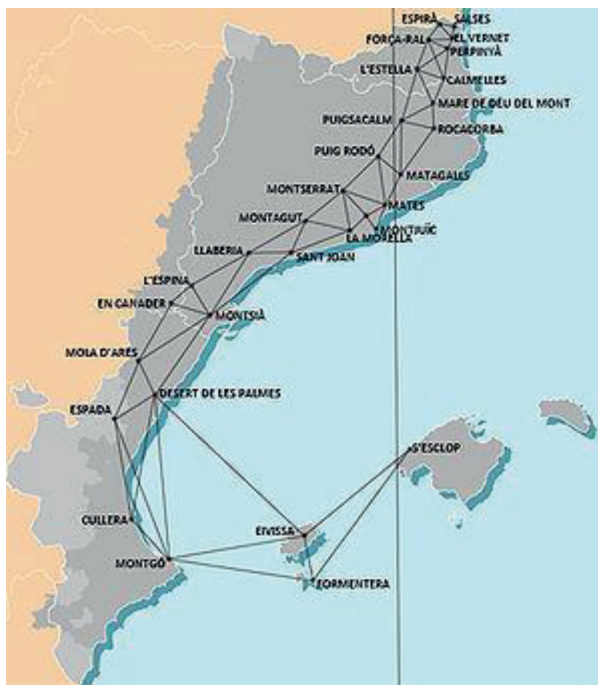 ESPIRÀ
SALSES
FORÇA-RAL
EL VERNET
PERPINYÀ
L'ESTELLA
CALMELLES
MARE DE DÉU DEL MONT
PUIGSACALM
ROCACORBA
PUIG RODÓ
MATAGALLS
MONTSERRAT
MATES
MONTAGUT
MONTJUÏC
LA MORELLA
LLABERIA
SANT JOAN
L'ESPINA
EN CANADER
MONTSIÀ
MOLA D'ARES
DESERT DE LES PALMES
ESPADA
S'ESCLOP
CULLERA
EIVISSA
MONTGÓ
FORMENTERA